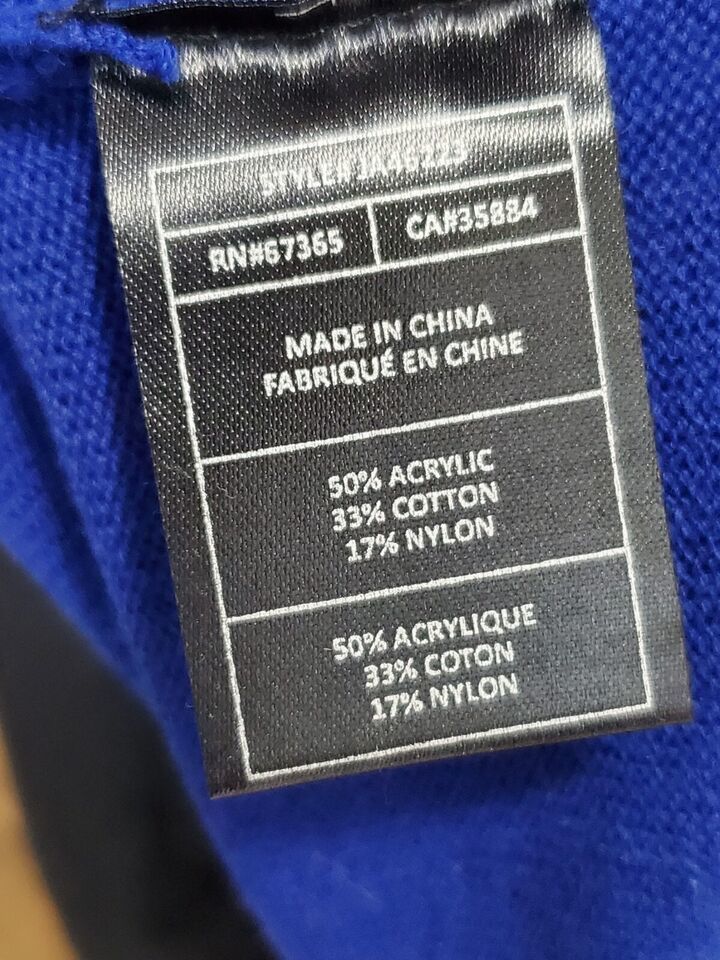 STYLE#
RN#67365
CA#35884
MADE IN CHINA
FABRIQUÉ EN CHINE
50% ACRYLIC
33% COTTON
17% NYLON
50% ACRYLIQUE
33% COTON
17% NYLON